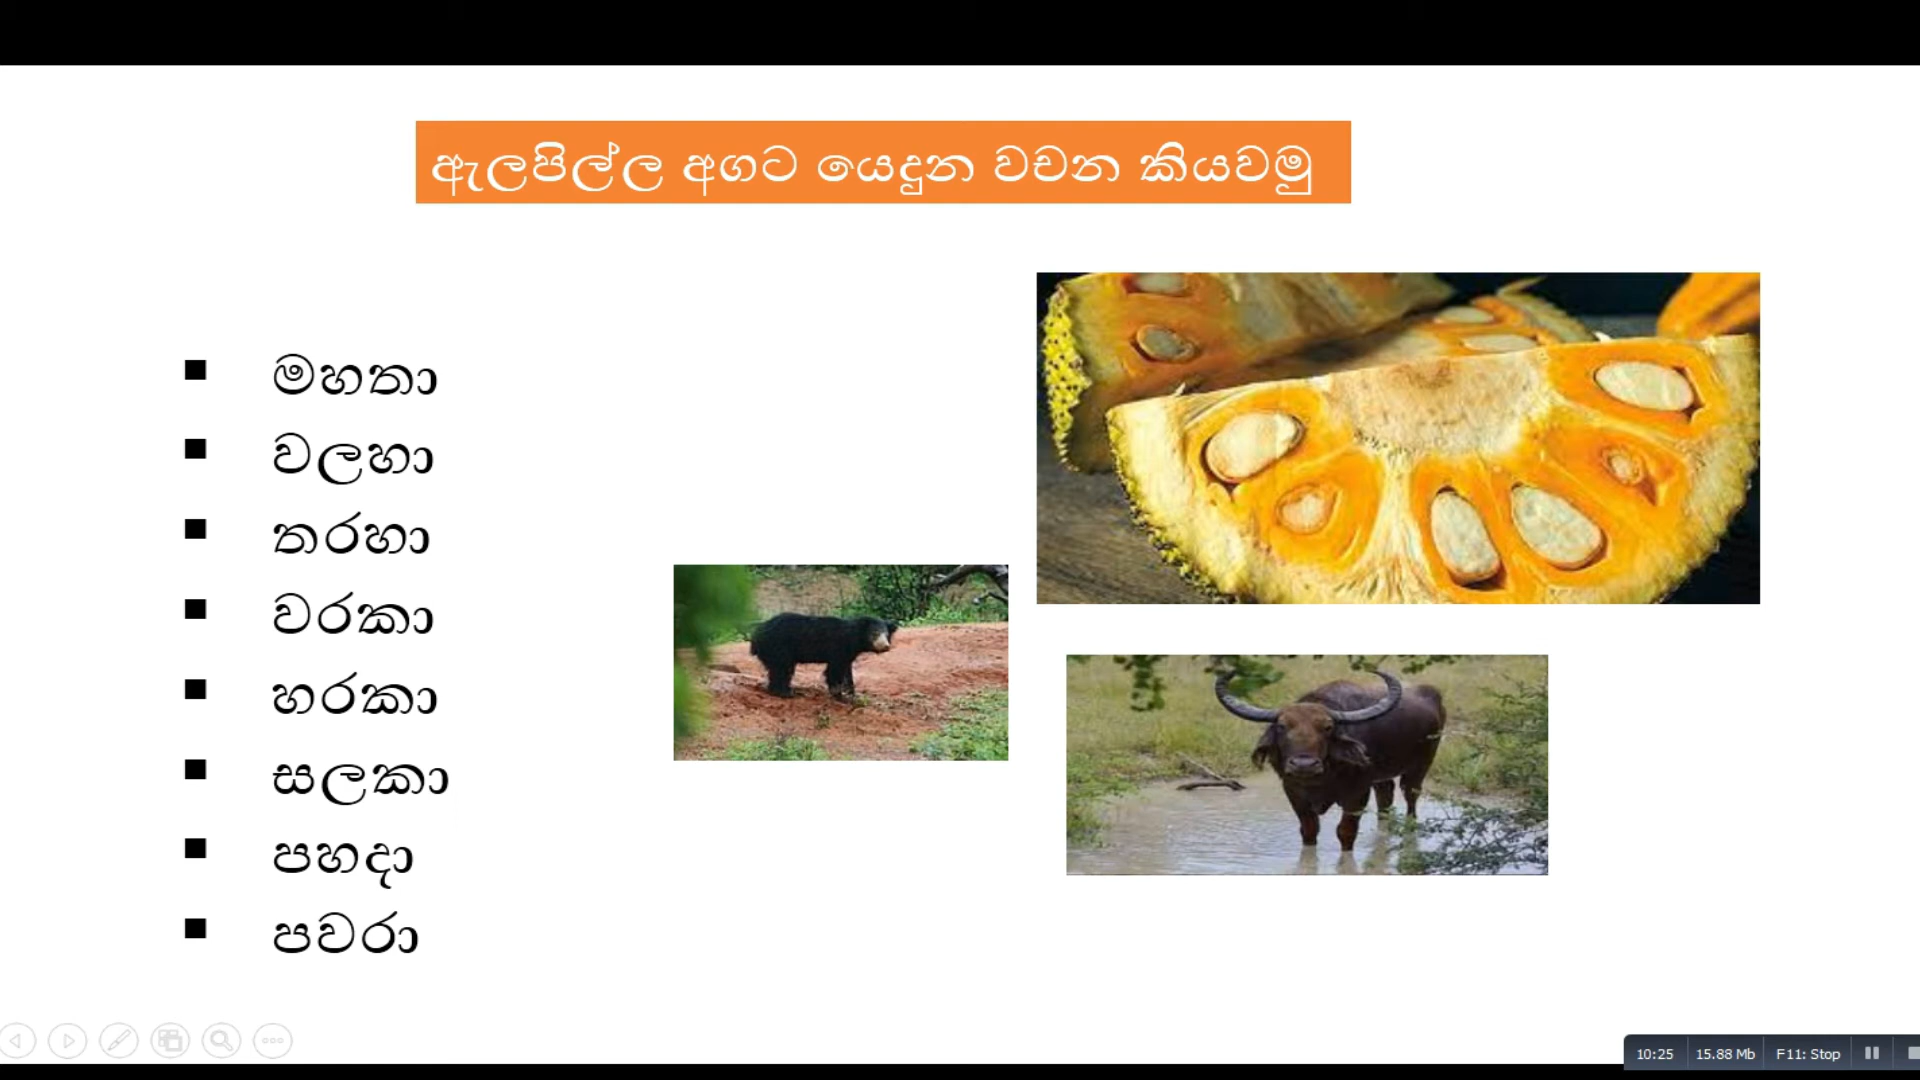 ඇලපිල්ල අගට යෙදුන වචන කියවමු
▪ මහතා
▪ වලහා
▪ තරහා
▪ වරකා
▪ හරකා
▪ සලකා
▪ පහදා
▪ පවරා
10:25 15.88 Mb F11: Stop